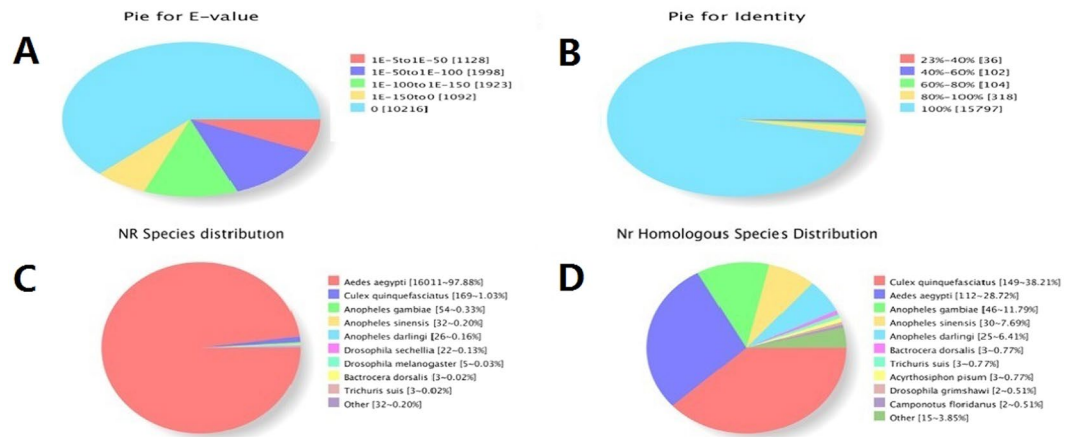 Pie for E-value
A
1E-5to1E-50 [1128]
1E-50to1E-100 [1998]
1E-100to1E-150 [1923]
1E-150to0 [1092]
0 [10216]
Pie for Identity
B
23%-40% [36]
40%-60% [102]
60%-80% [104]
80%-100% [318]
100% [15797]
NR Species distribution
C
Aedes aegypti [16011~97.88%]
Culex quinquefasciatus [169~1.03%]
Anopheles gambiae [54~0.33%]
Anopheles sinensis [32~0.20%]
Anopheles darlingi [26~0.16%]
Drosophila sechellia [22~0.13%]
Drosophila melanogaster [5~0.03%]
Bactrocera dorsalis [3~0.02%]
Trichuris suis [3~0.02%]
Other [32~0.20%]
Nr Homologous Species Distribution
D
Culex quinquefasciatus [149~38.21%]
Aedes aegypti [112~28.72%]
Anopheles gambiae [46~11.79%]
Anopheles sinensis [30~7.69%]
Anopheles darlingi [25~6.41%]
Bactrocera dorsalis [3~0.77%]
Trichuris suis [3~0.77%]
Acyrthosiphon pisum [3~0.77%]
Drosophila grimshawi [2~0.51%]
Camponotus floridanus [2~0.51%]
Other [15~3.85%]